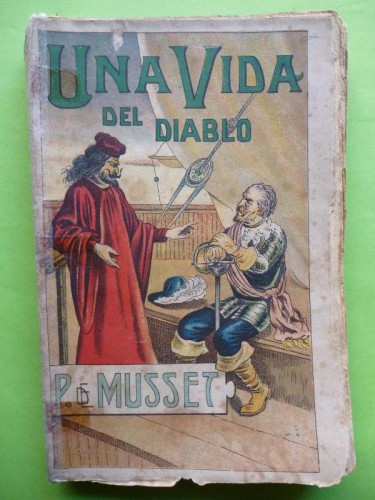 UNA VIDA
DEL DIABLO
P. DE MUSSET